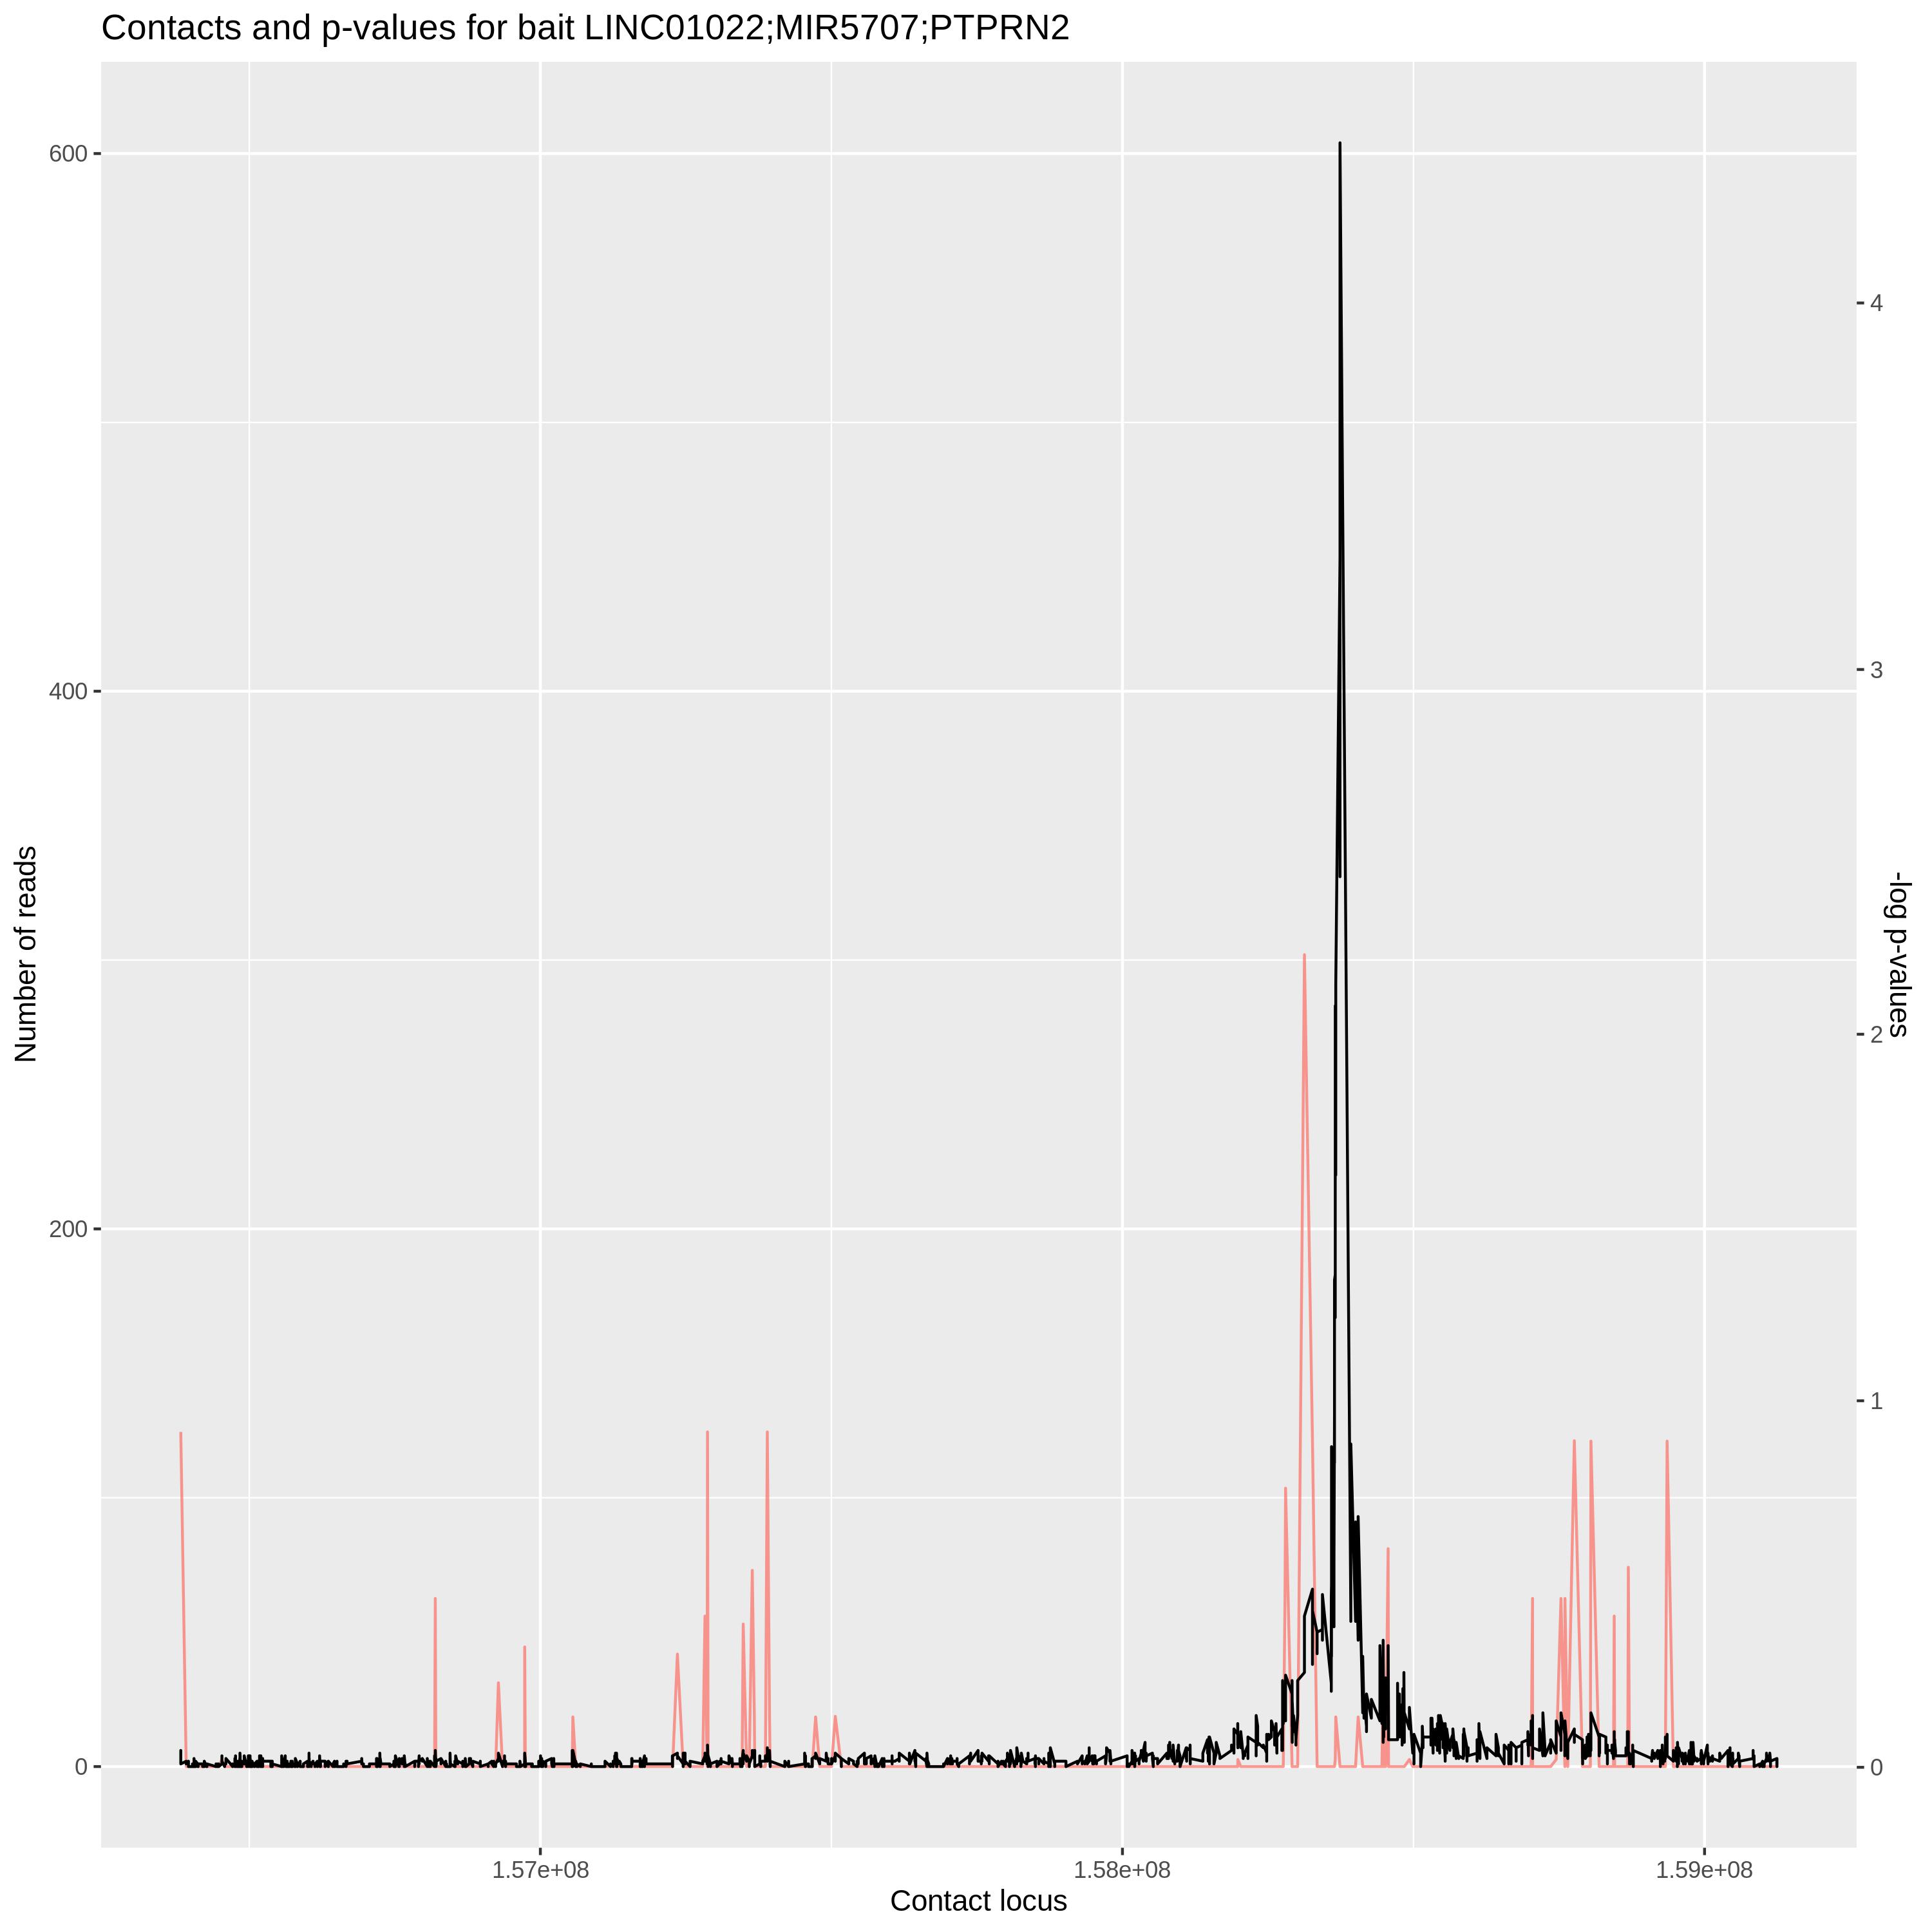 Contacts and p-values for bait LINC01022;MIR5707;PTPRN2
600
400
200
0
Number of reads
4
3
2
1
0
-log p-values
1.57e+08
1.58e+08
1.59e+08
Contact locus